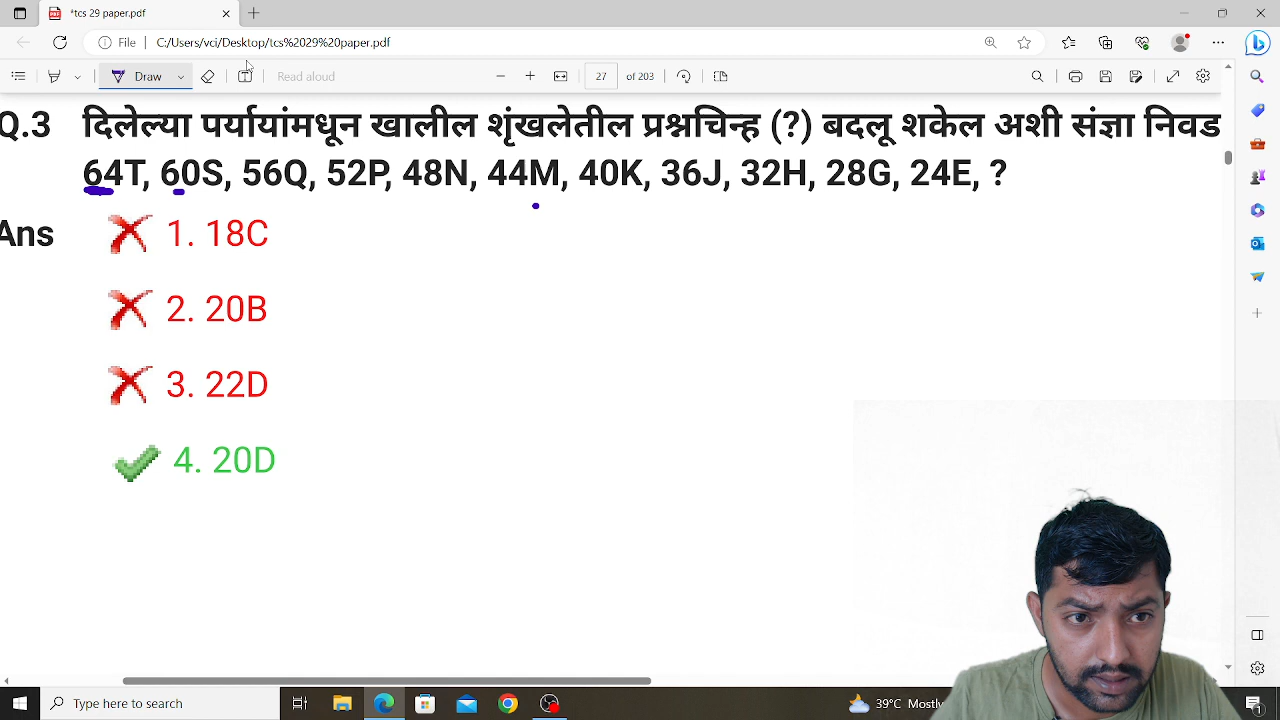 *tcs 29 paper.pdf
File C:/Users/vci/Desktop/tcs%2029%20paper.pdf
Draw Read aloud 27 of 203
Q.3 दिलेल्या पर्यायांमधून खालील शृंखलेतील प्रश्नचिन्ह (?) बदलू शकेल अशी संज्ञा निवड
64T, 60S, 56Q, 52P, 48N, 44M, 40K, 36J, 32H, 28G, 24E, ?
Ans 1. 18C
2. 20B
3. 22D
4. 20D
Type here to search 39°C Mostly